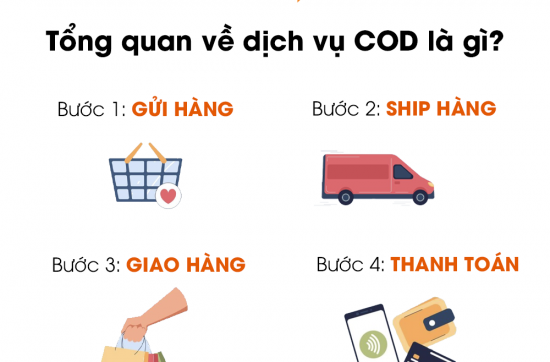 Tổng quan về dịch vụ COD là gì?
Bước 1: GỬI HÀNG
Bước 2: SHIP HÀNG
Bước 3: GIAO HÀNG
Bước 4: THANH TOÁN